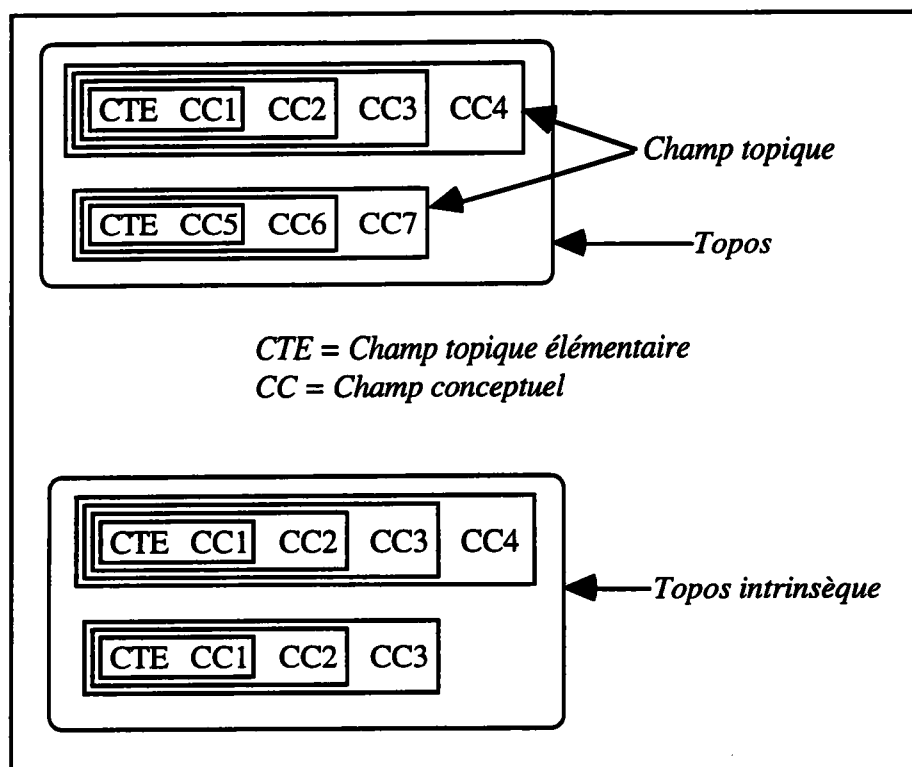 CTE CC1 CC2 CC3 CC4
Champ topique
CTE CC5 CC6 CC7
Topos
CTE = Champ topique élémentaire
CC = Champ conceptuel
CTE CC1 CC2 CC3 CC4
Topos intrinsèque
CTE CC1 CC2 CC3